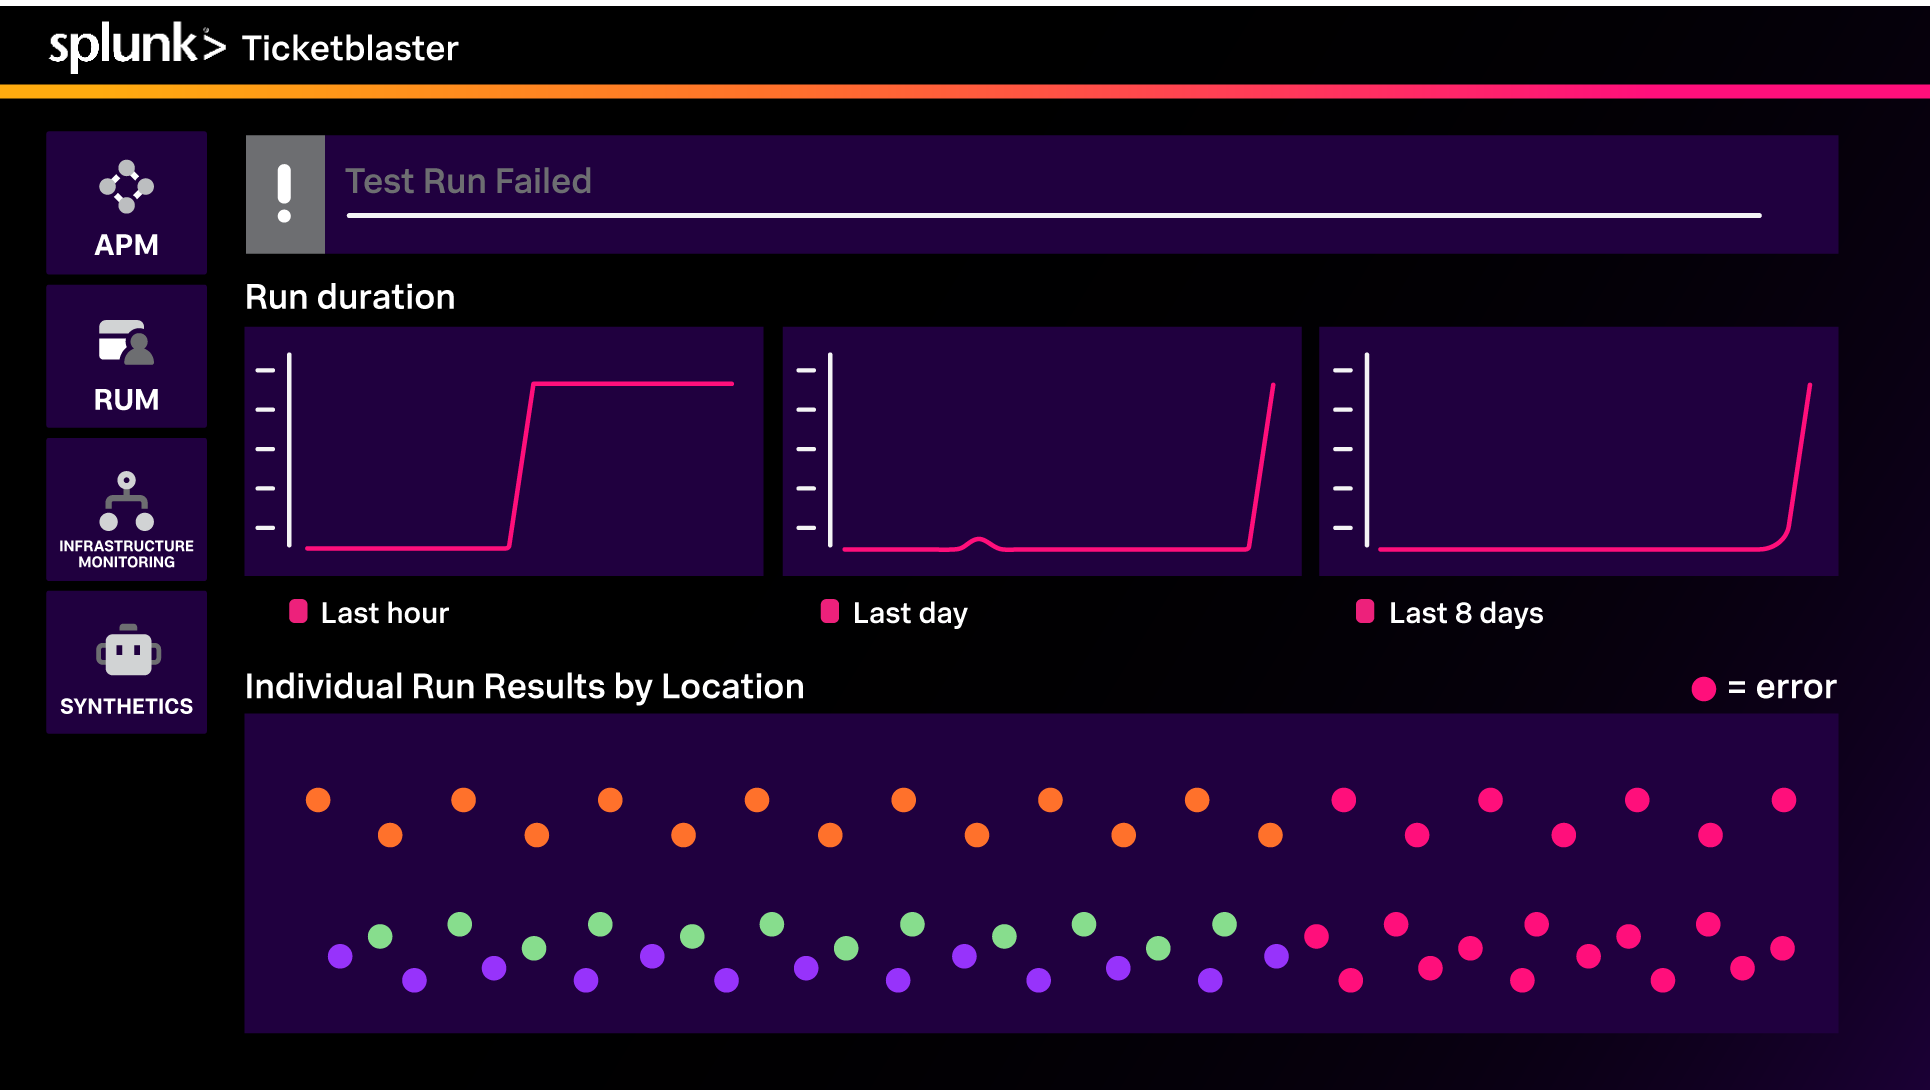 splunk> Ticketblaster
APM
RUM
INFRASTRUCTURE
MONITORING
SYNTHETICS
Test Run Failed
Run duration
Last hour
Last day
Last 8 days
Individual Run Results by Location
= error